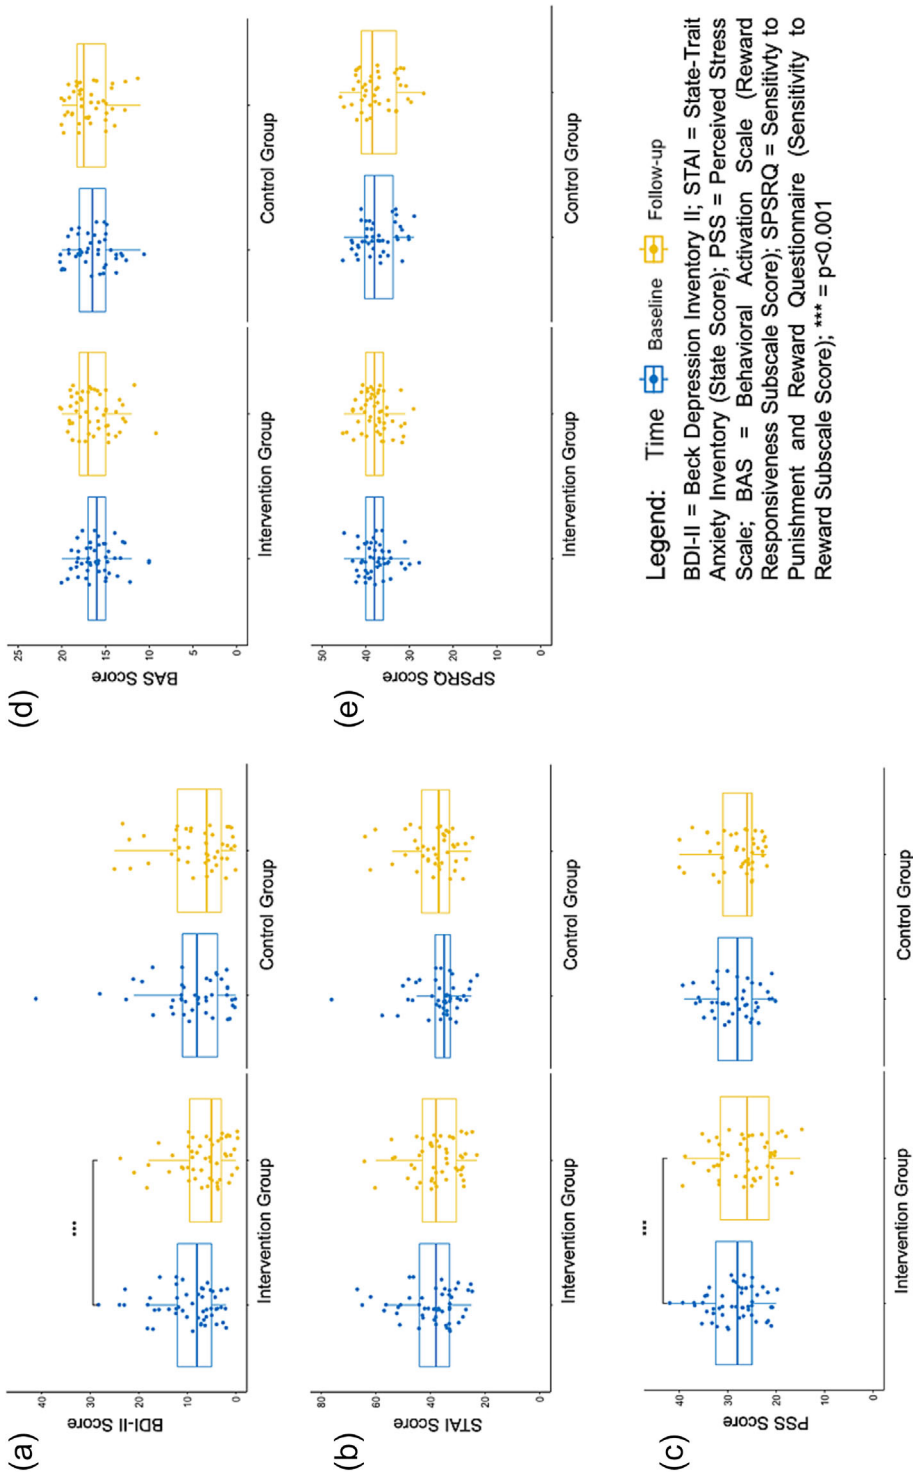 (a)
BDI-II Score
40
30
20
10
0
***
Intervention Group
Control Group
(b)
STAI Score
80
60
40
20
0
Intervention Group
Control Group
(c)
PSS Score
40
30
20
10
0
***
Intervention Group
Control Group
(d)
BAS Score
25
20
15
10
5
0
Intervention Group
Control Group
(e)
SPSRQ Score
50
40
30
20
10
0
Intervention Group
Control Group
Legend: Time Baseline Follow-up
BDI-II = Beck Depression Inventory II; STAI = State-Trait
Anxiety Inventory (State Score); PSS = Perceived Stress
Scale; BAS = Behavioral Activation Scale (Reward
Responsiveness Subscale Score); SPSRQ = Sensitivty to
Punishment and Reward Questionnaire (Sensitivity to
Reward Subscale Score); *** = p<0.001